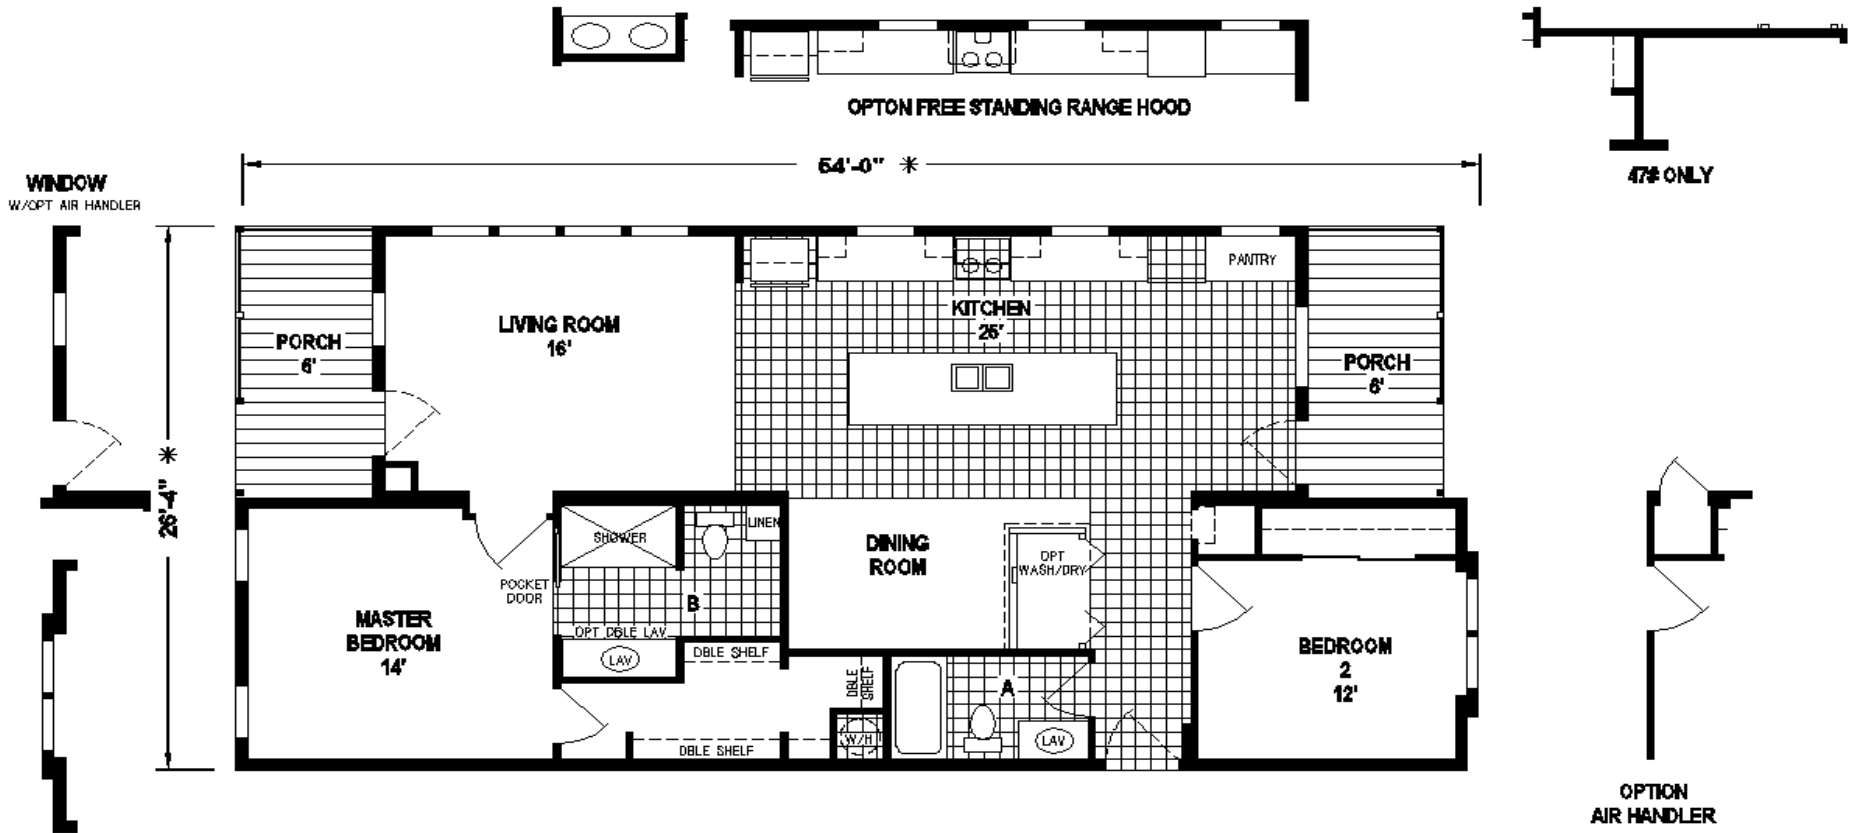 OPTON FREE STANDING RANGE HOOD
47# ONLY
54'-0" *
WINDOW
W/OPT AIR HANDLER
26'-4" *
PORCH
6'
LIVING ROOM
16'
KITCHEN
25'
PANTRY
PORCH
6'
MASTER
BEDROOM
14'
POCKET
DOOR
SHOWER
LINEN
B
OPT DBLE LAV
LAV
DBLE SHELF
DBLE
SHELF
DBLE SHELF
W/H
DINING
ROOM
OPT
WASH/DRY
A
LAV
BEDROOM
2
12'
OPTION
AIR HANDLER